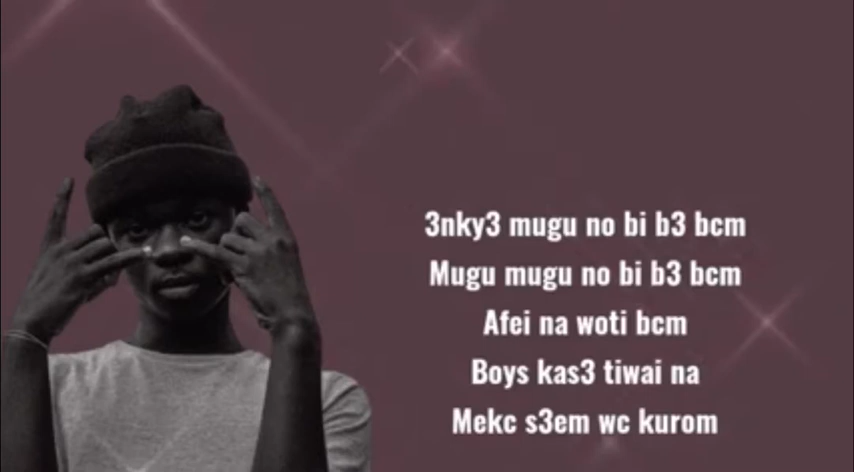 3nky3 mugu no bi b3 bcm
Mugu mugu no bi b3 bcm
Afei na woti bcm
Boys kas3 tiwai na
Mekc s3em wc kurom